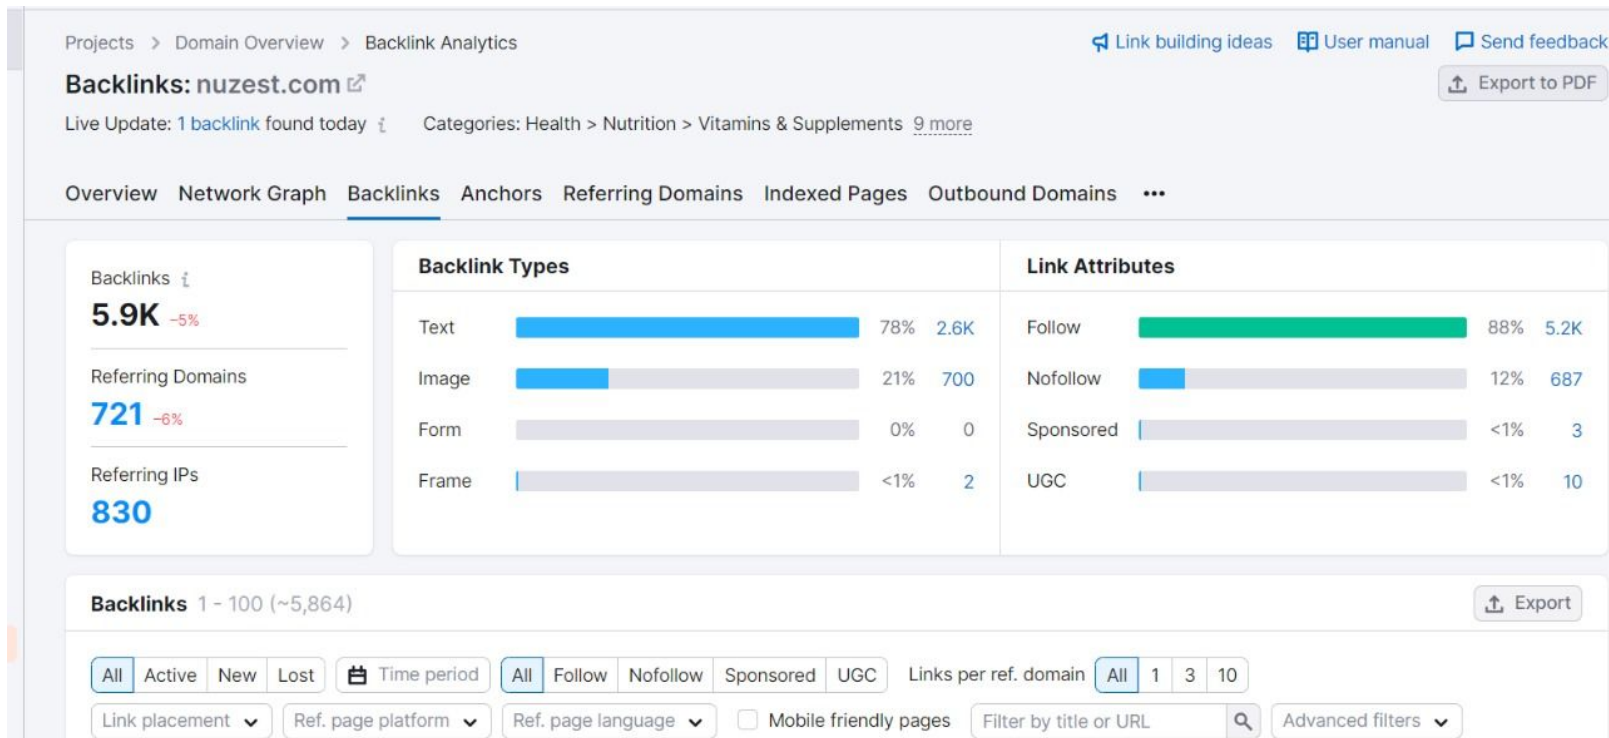 Projects > Domain Overview > Backlink Analytics
Link building ideas User manual Send feedback
Backlinks: nuzest.com
Export to PDF
Live Update: 1 backlink found today i Categories: Health > Nutrition > Vitamins & Supplements 9 more
Overview Network Graph Backlinks Anchors Referring Domains Indexed Pages Outbound Domains •••
Backlinks i
5.9K -5%
Referring Domains
721 -6%
Referring IPs
830
Backlink Types
Text 78% 2.6K
Image 21% 700
Form 0% 0
Frame <1% 2
Link Attributes
Follow 88% 5.2K
Nofollow 12% 687
Sponsored <1% 3
UGC <1% 10
Backlinks 1 - 100 (~5,864)
Export
All Active New Lost Time period All Follow Nofollow Sponsored UGC Links per ref. domain All 1 3 10
Link placement Ref. page platform Ref. page language Mobile friendly pages Filter by title or URL Advanced filters